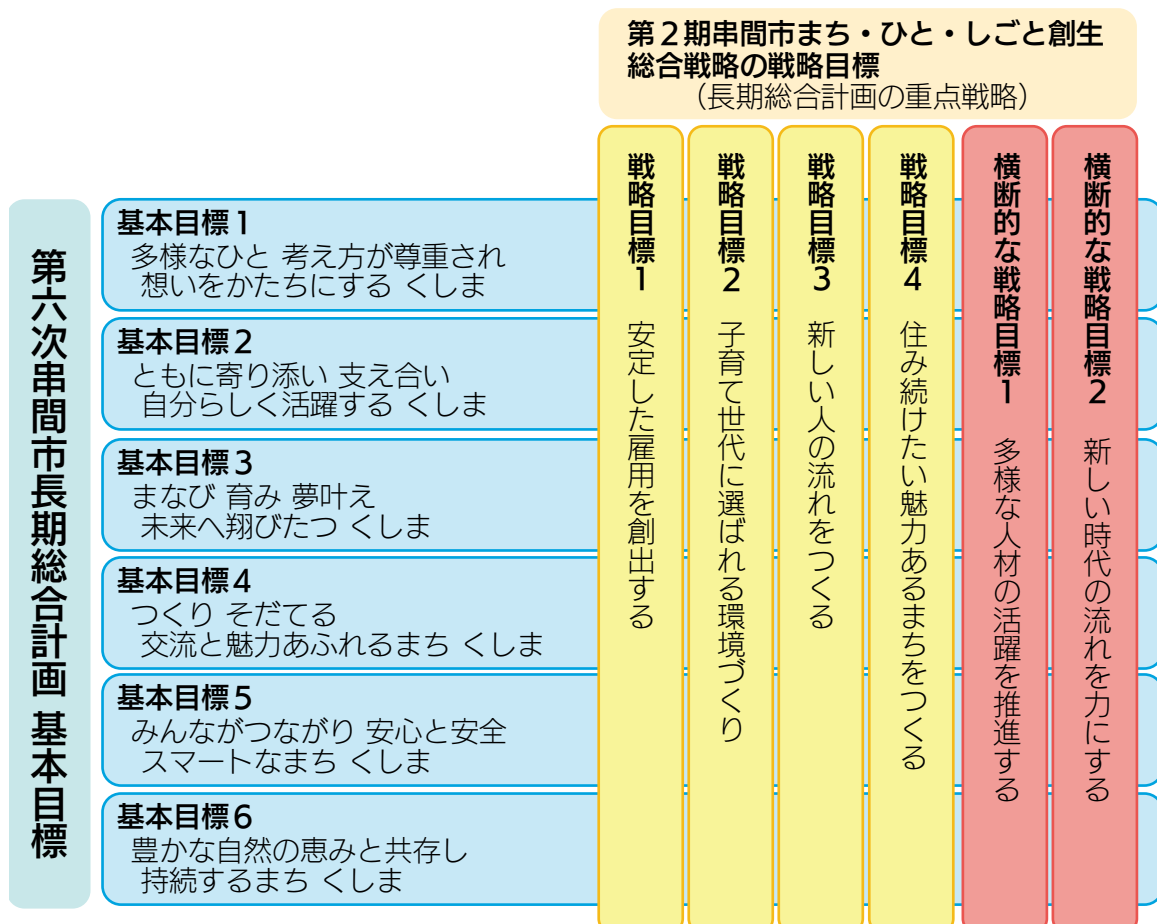 第2期串間市まち・ひと・しごと創生
総合戦略の戦略目標
（長期総合計画の重点戦略）
戦略目標1 安定した雇用を創出する
戦略目標2 子育て世代に選ばれる環境づくり
戦略目標3 新しい人の流れをつくる
戦略目標4 住み続けたい魅力あるまちをつくる
横断的な戦略目標1 多様な人材の活躍を推進する
横断的な戦略目標2 新しい時代の流れを力にする
第六次串間市長期総合計画 基本目標
基本目標1
多様なひと 考え方が尊重され
想いをかたちにする くしま
基本目標2
ともに寄り添い 支え合い
自分らしく活躍する くしま
基本目標3
まなび 育み 夢叶え
未来へ翔びたつ くしま
基本目標4
つくり そだてる
交流と魅力あふれるまち くしま
基本目標5
みんながつながり 安心と安全
スマートなまち くしま
基本目標6
豊かな自然の恵みと共存し
持続するまち くしま